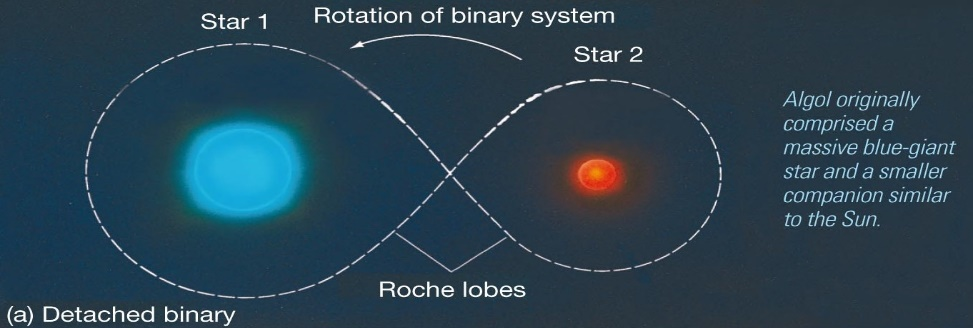 Star 1
Rotation of binary system
Star 2
Algol originally
comprised a
massive blue-giant
star and a smaller
companion similar
to the Sun.
Roche lobes
(a) Detached binary